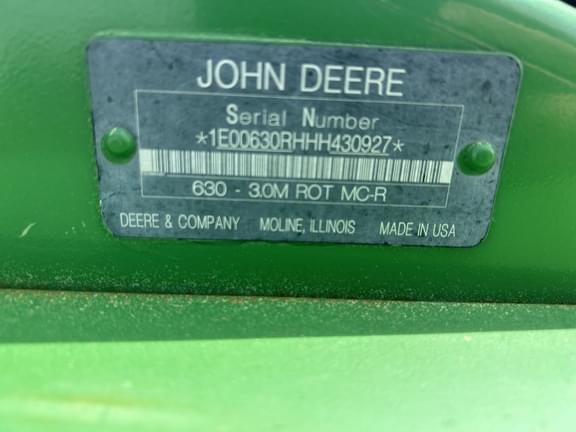 JOHN DEERE
Serial Number
*1E00630RHHH430927*
630 - 3.0M ROT MC-R
DEERE & COMPANY MOLINE, ILLINOIS MADE IN USA